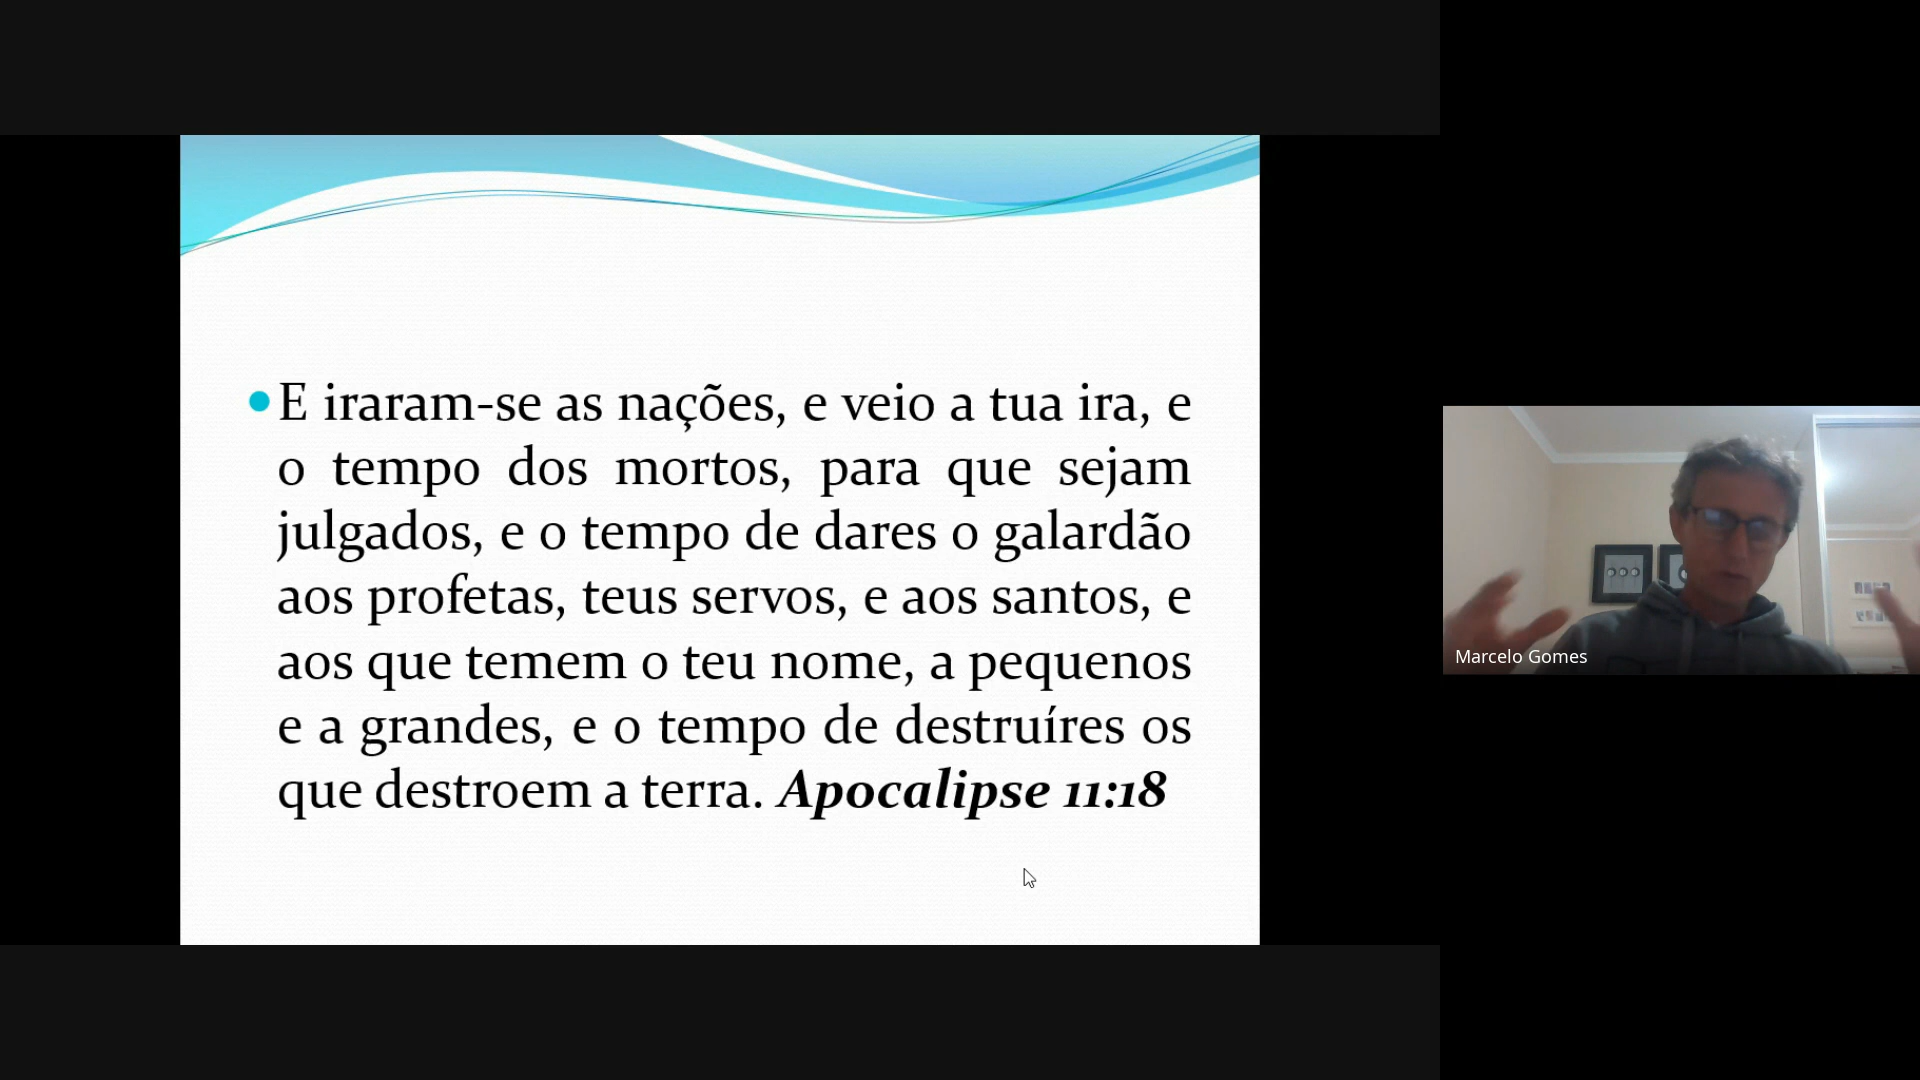 E iraram-se as nações, e veio a tua ira, e
o tempo dos mortos, para que sejam
julgados, e o tempo de dares o galardão
aos profetas, teus servos, e aos santos, e
aos que temem o teu nome, a pequenos
e a grandes, e o tempo de destruíres os
que destroem a terra. Apocalipse 11:18
Marcelo Gomes